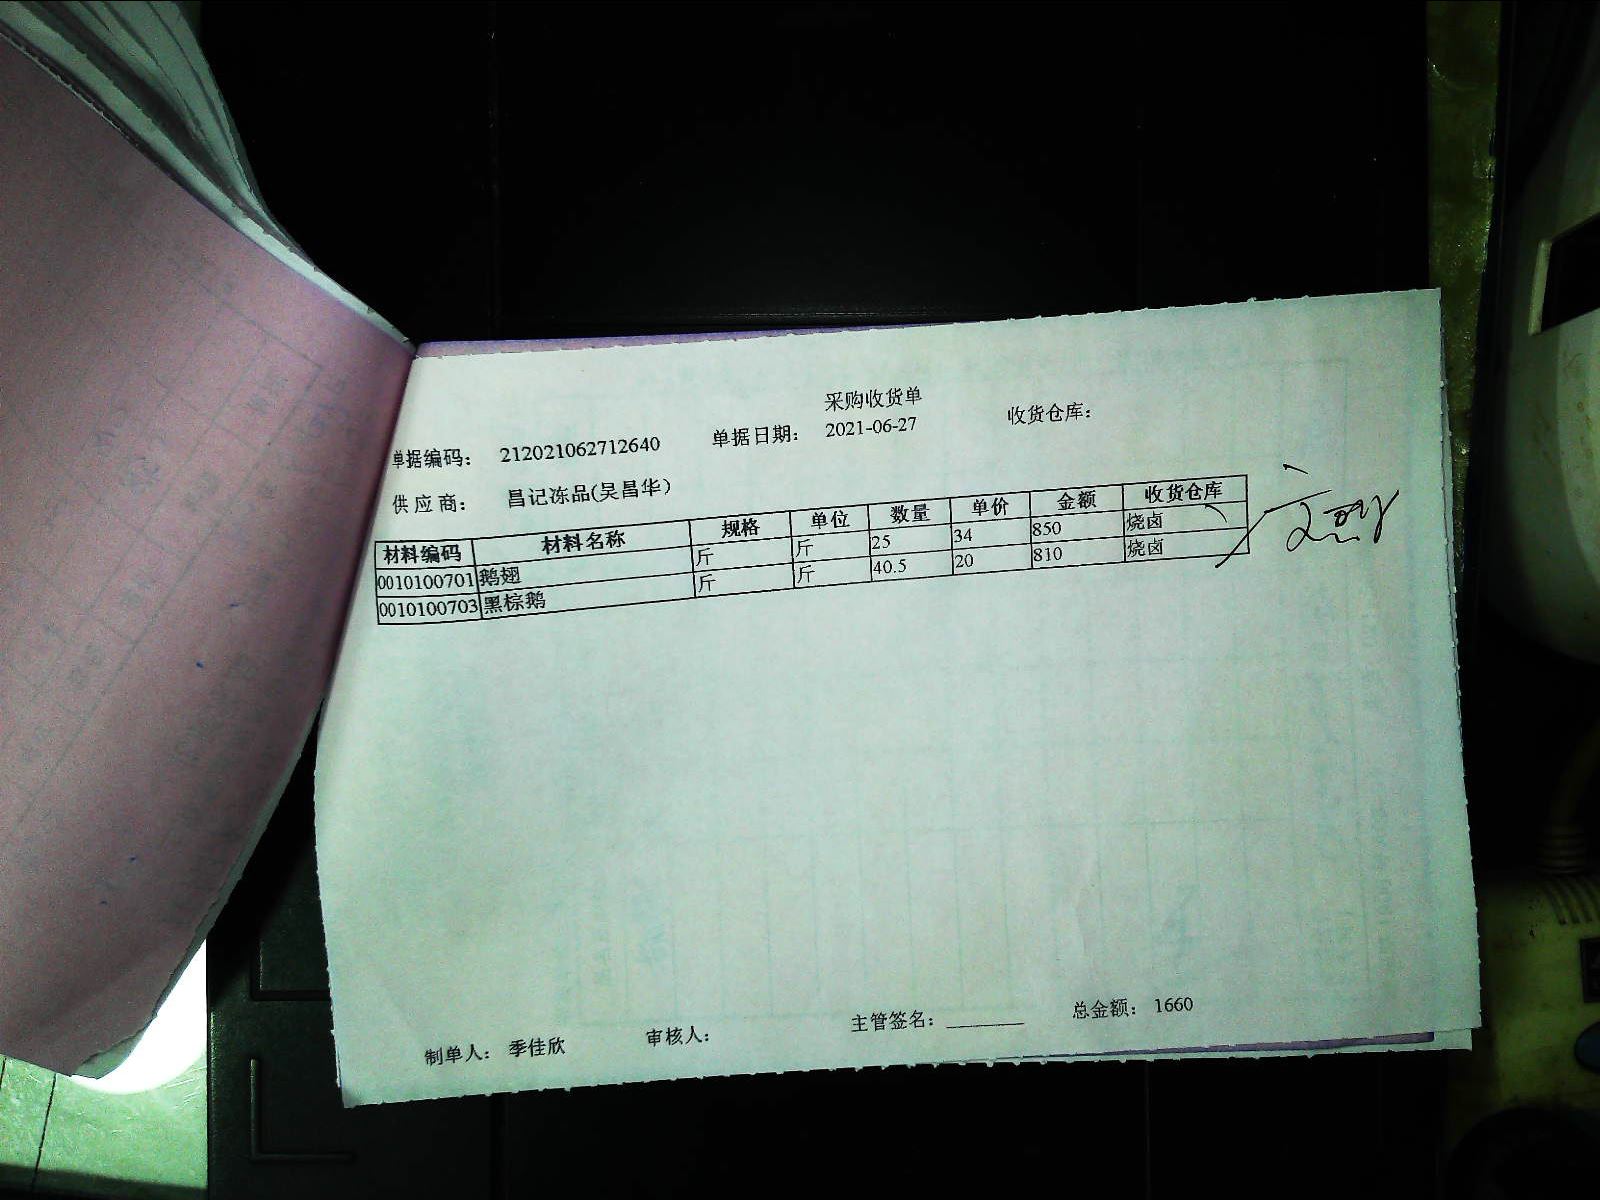 采购收货单
单据编码： 212021062712640 单据日期： 2021-06-27 收货仓库：
供应商： 昌记冻品(吴昌华)
材料编码 材料名称 规格 单位 数量 单价 金额 收货仓库
0010100701 鹅翅 斤 斤 25 34 850 烧卤
0010100703 黑棕鹅 斤 斤 40.5 20 810 烧卤
制单人： 季佳欣 审核人： 主管签名：________ 总金额： 1660